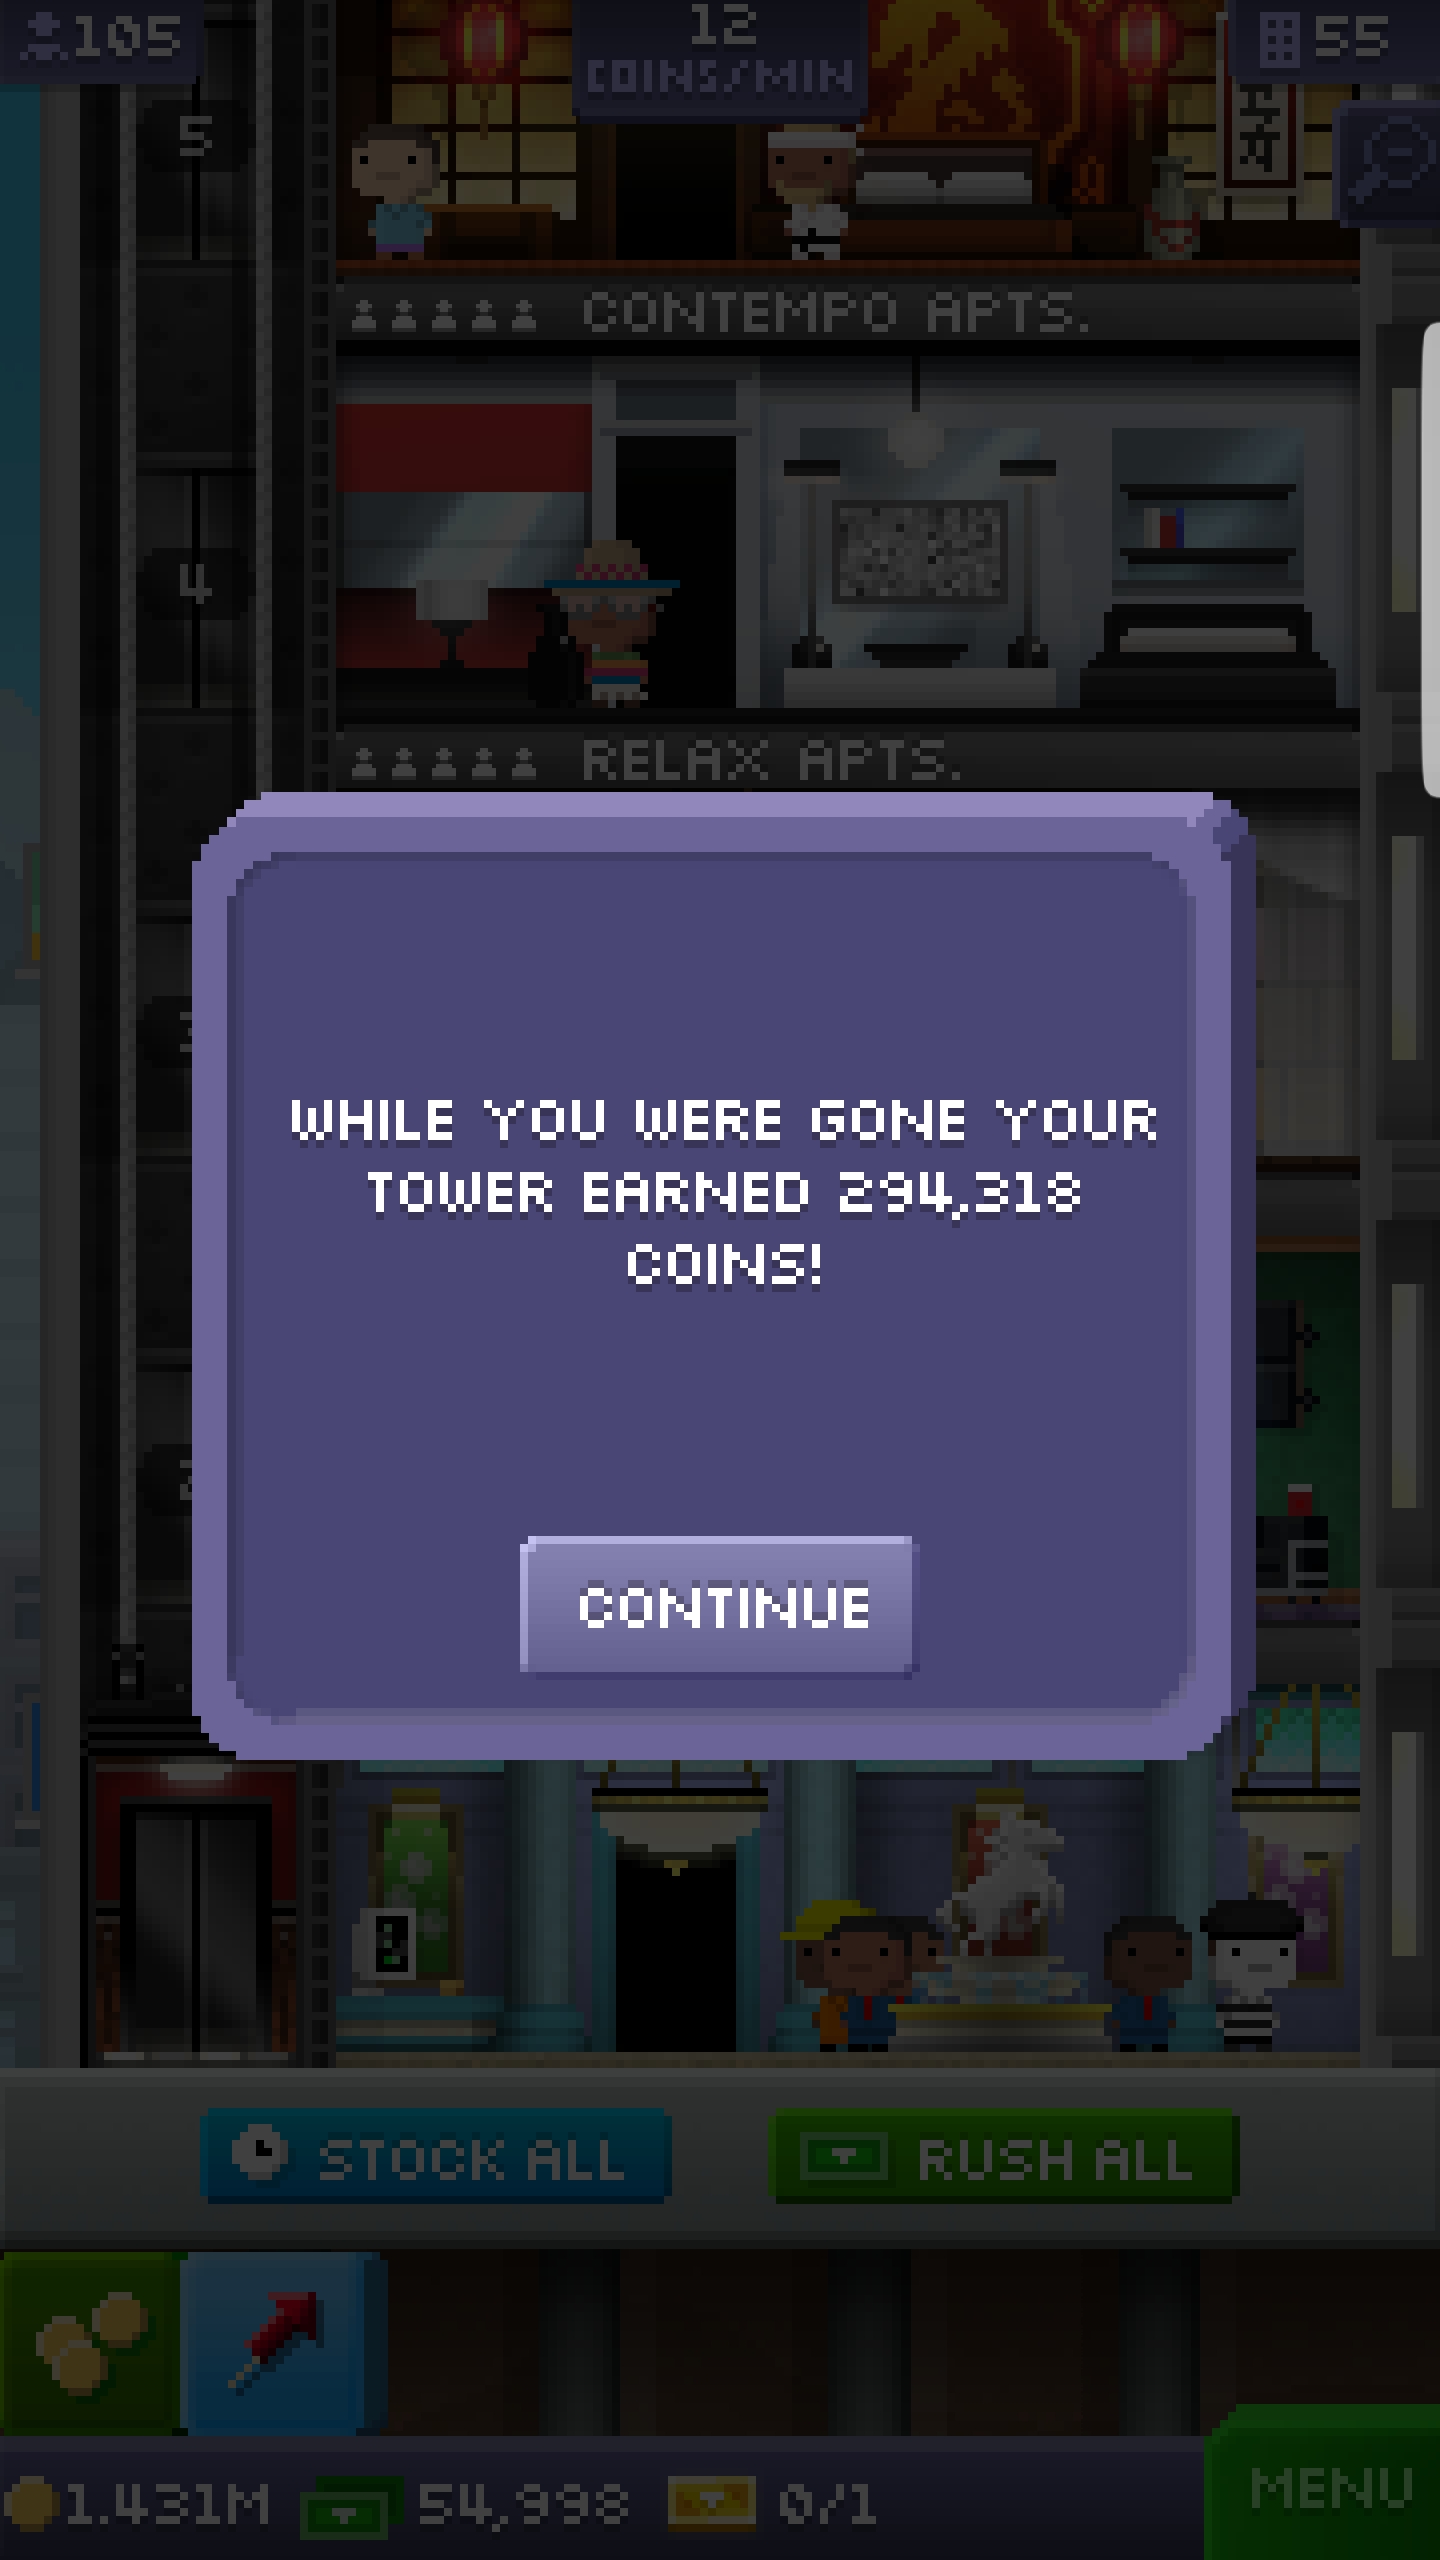 105
12
COINS/MIN
55
5
CONTEMPO APTS.
4
RELAX APTS.
WHILE YOU WERE GONE YOUR
TOWER EARNED 294,318
COINS!
CONTINUE
STOCK ALL
RUSH ALL
1.431M
54,998
0/1
MENU